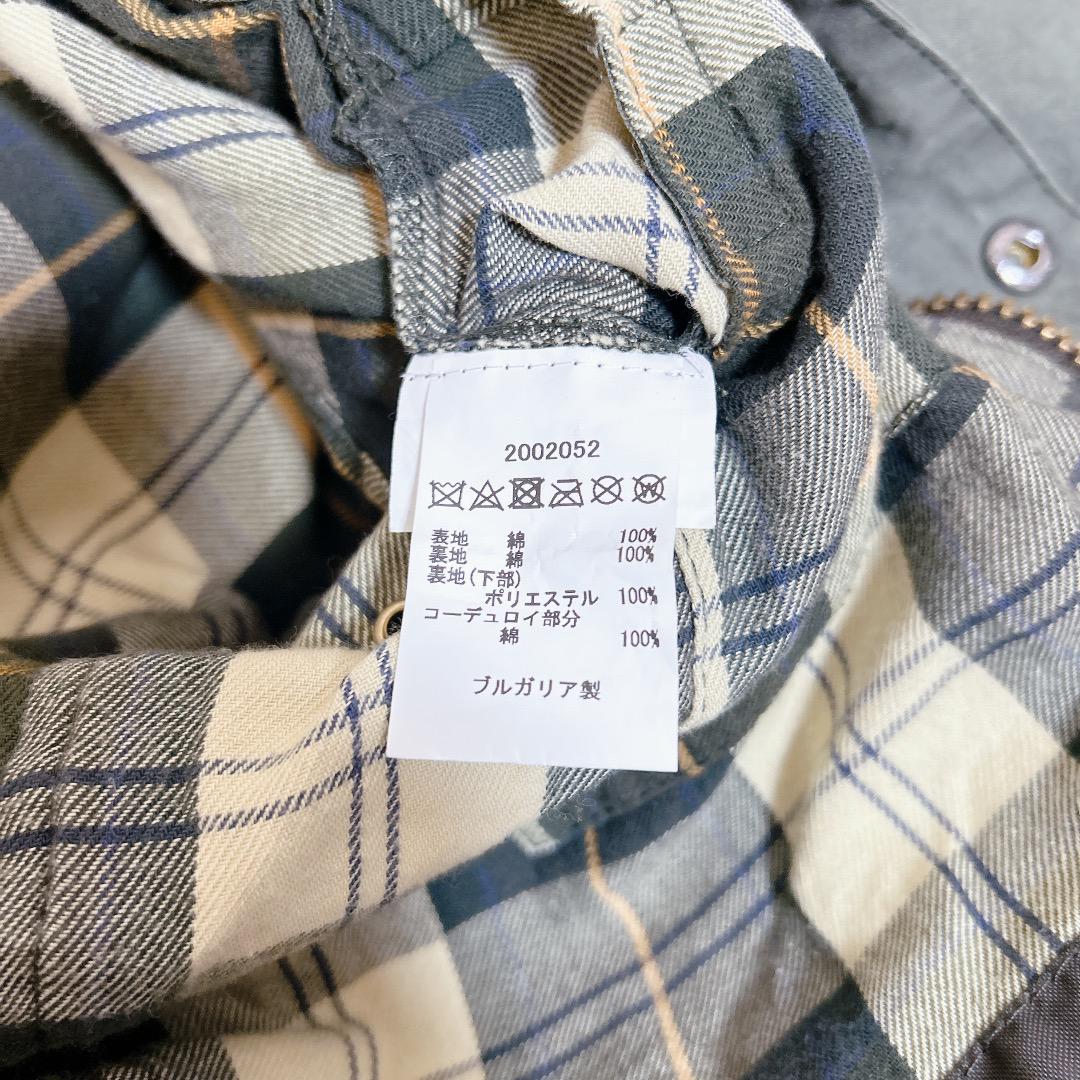 2002052
W
表地 綿 100%
裏地 綿 100%
裏地(下部)
ポリエステル 100%
コーデュロイ部分
綿 100%
ブルガリア製